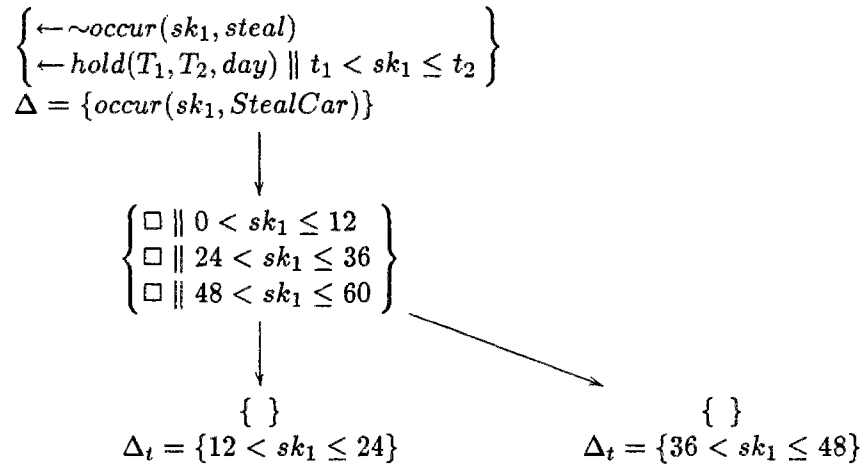 ← ∼occur(sk₁, steal)
← hold(T₁, T₂, day) ∥ t₁ < sk₁ ≤ t₂
Δ = {occur(sk₁, StealCar)}
□ ∥ 0 < sk₁ ≤ 12
□ ∥ 24 < sk₁ ≤ 36
□ ∥ 48 < sk₁ ≤ 60
{ } { }
Δₜ = {12 < sk₁ ≤ 24} Δₜ = {36 < sk₁ ≤ 48}